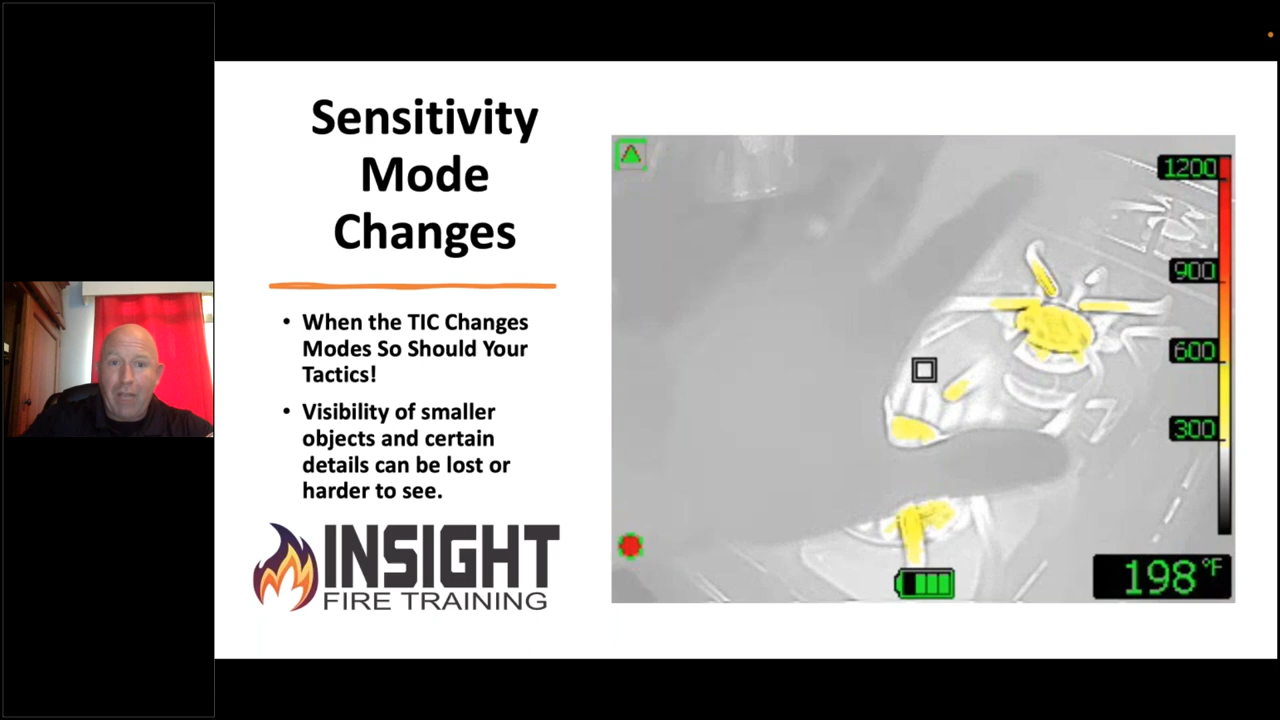 Sensitivity
Mode
Changes
• When the TIC Changes
Modes So Should Your
Tactics!
• Visibility of smaller
objects and certain
details can be lost or
harder to see.
INSIGHT
FIRE TRAINING
1200
900
600
300
198°F